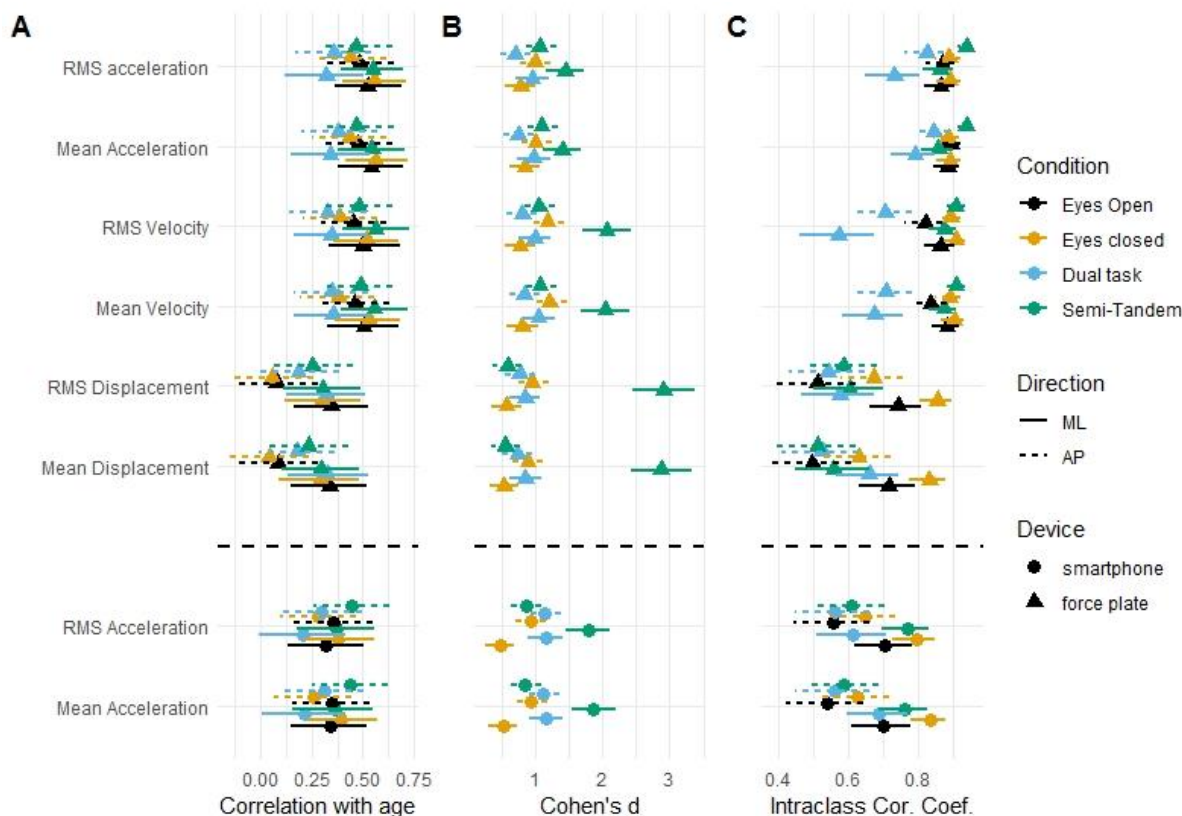 A
B
C
RMS acceleration
Mean Acceleration
RMS Velocity
Mean Velocity
RMS Displacement
Mean Displacement
RMS Acceleration
Mean Acceleration
0.00 0.25 0.50 0.75
Correlation with age
1 2 3
Cohen's d
0.4 0.6 0.8
Intraclass Cor. Coef.
Condition
Eyes Open
Eyes closed
Dual task
Semi-Tandem
Direction
ML
AP
Device
smartphone
force plate